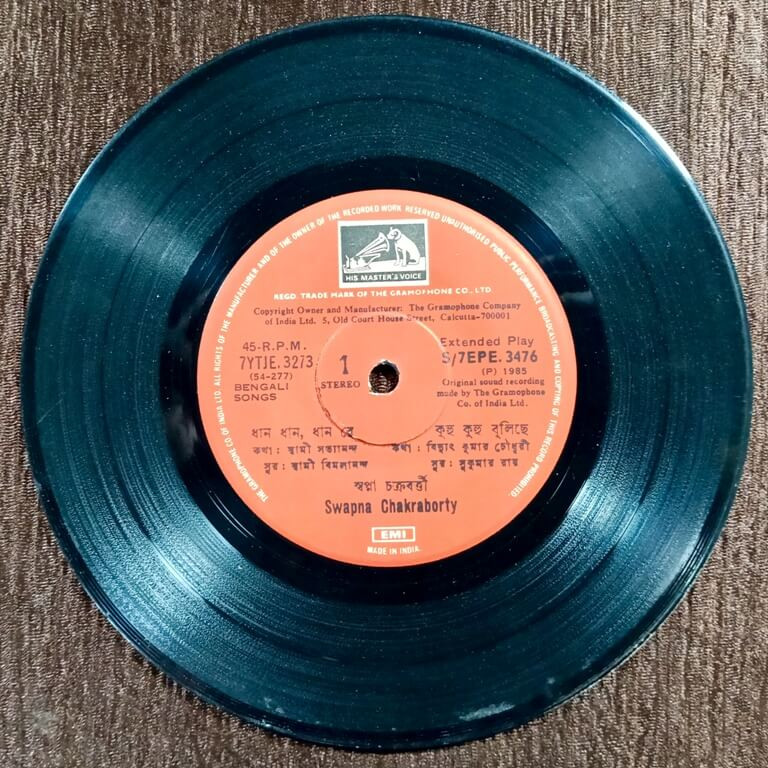 THE GRAMOPHONE CO. OF INDIA LTD. ALL RIGHTS OF THE MANUFACTURER AND OF THE OWNER OF THE RECORDED WORK RESERVED UNAUTHORISED PUBLIC PERFORMANCE BROADCASTING AND COPYING OF THIS RECORD PROHIBITED
HIS MASTER'S VOICE
REGD. TRADE MARK OF THE GRAMOPHONE CO., LTD
Copyright Owner and Manufacturer: The Gramophone Company
of India Ltd. 5, Old Court House Street, Calcutta-700001
45-R.P.M.
7YTJE.3273
(54-277)
BENGALI
SONGS
1
STEREO
Extended Play
S/7EPE.3476
(P) 1985
Original sound recording
made by The Gramophone
Co. of India Ltd.
ধান ধান, ধান রে কূহু কূহু বুলিছে
কথা: স্বামী সত্যানন্দ কথা: বিদ্যুৎ কুমার চৌধুরী
সুর: স্বামী বিমলানন্দ সুর: সুকুমার রায়
স্বপ্না চক্রবর্ত্তী
Swapna Chakraborty
EMI
MADE IN INDIA.